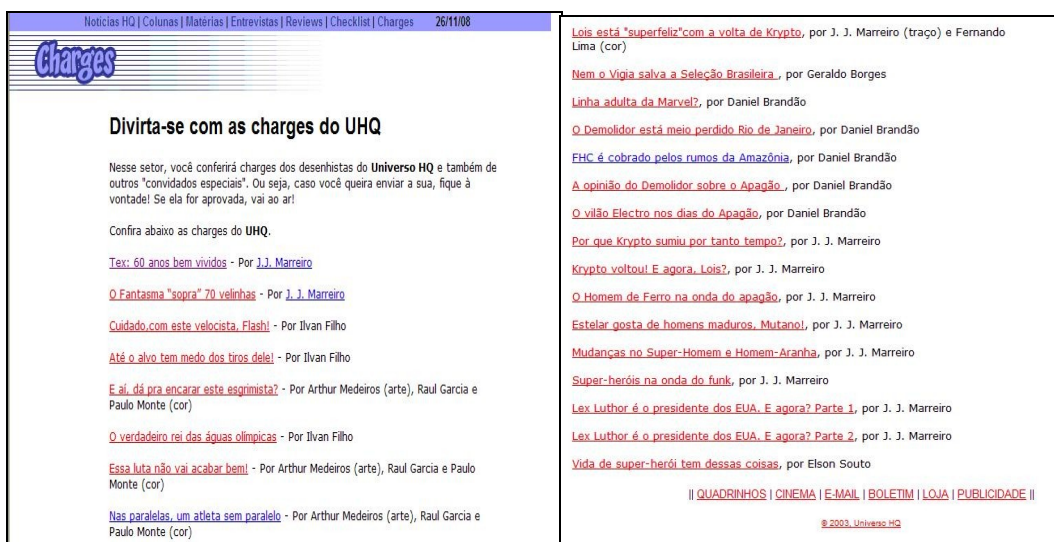 Notícias HQ | Colunas | Matérias | Entrevistas | Reviews | Checklist | Charges 26/11/08
Charges
Divirta-se com as charges do UHQ
Nesse setor, você conferirá charges dos desenhistas do Universo HQ e também de
outros "convidados especiais". Ou seja, caso você queira enviar a sua, fique à
vontade! Se ela for aprovada, vai ao ar!
Confira abaixo as charges do UHQ.
Tex: 60 anos bem vividos - Por J.J. Marreiro
O Fantasma "sopra" 70 velinhas - Por J. J. Marreiro
Cuidado com este velocista, Flash! - Por Ilvan Filho
Até o alvo tem medo dos tiros dele! - Por Ilvan Filho
E aí, dá pra encarar este esgrimista? - Por Arthur Medeiros (arte), Raul Garcia e
Paulo Monte (cor)
O verdadeiro rei das águas olímpicas - Por Ilvan Filho
Essa luta não vai acabar bem! - Por Arthur Medeiros (arte), Raul Garcia e Paulo
Monte (cor)
Nas paralelas, um atleta sem paralelo - Por Arthur Medeiros (arte), Raul Garcia e
Paulo Monte (cor)
Lois está "superfeliz"com a volta de Krypto, por J. J. Marreiro (traço) e Fernando
Lima (cor)
Nem o Vigia salva a Seleção Brasileira , por Geraldo Borges
Linha adulta da Marvel?, por Daniel Brandão
O Demolidor está meio perdido Rio de Janeiro, por Daniel Brandão
FHC é cobrado pelos rumos da Amazônia, por Daniel Brandão
A opinião do Demolidor sobre o Apagão , por Daniel Brandão
O vilão Electro nos dias do Apagão, por Daniel Brandão
Por que Krypto sumiu por tanto tempo?, por J. J. Marreiro
Krypto voltou! E agora, Lois?, por J. J. Marreiro
O Homem de Ferro na onda do apagão, por J. J. Marreiro
Estelar gosta de homens maduros, Mutano!, por J. J. Marreiro
Mudanças no Super-Homem e Homem-Aranha, por J. J. Marreiro
Super-heróis na onda do funk, por J. J. Marreiro
Lex Luthor é o presidente dos EUA. E agora? Parte 1, por J. J. Marreiro
Lex Luthor é o presidente dos EUA. E agora? Parte 2, por J. J. Marreiro
Vida de super-herói tem dessas coisas, por Elson Souto
|| QUADRINHOS | CINEMA | E-MAIL | BOLETIM | LOJA | PUBLICIDADE ||
© 2003, Universo HQ